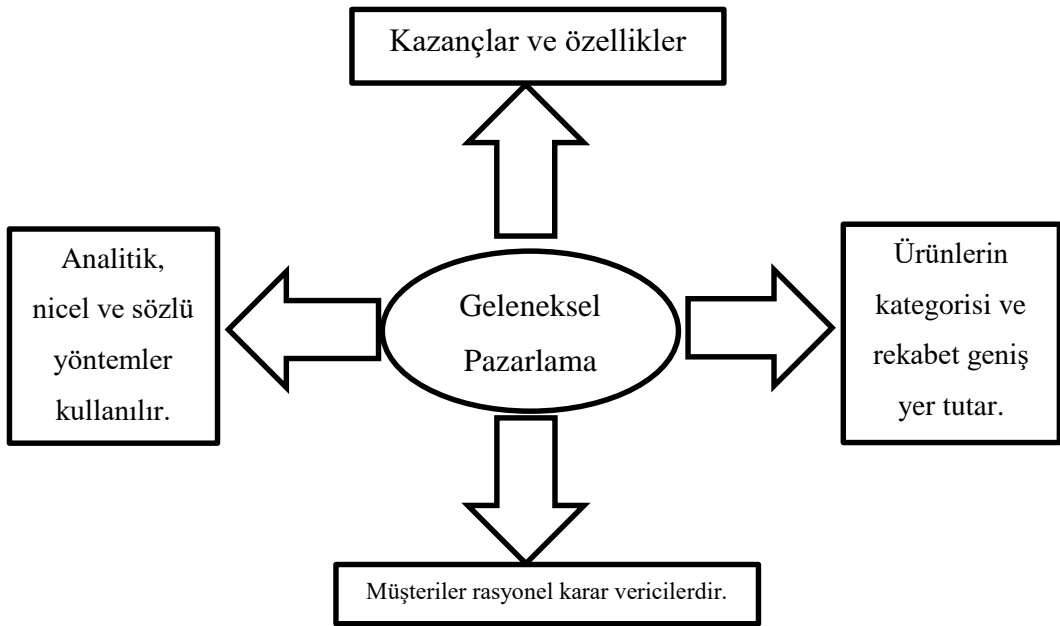 Kazançlar ve özellikler
Analitik,
nicel ve sözlü
yöntemler
kullanılır.
Geleneksel
Pazarlama
Ürünlerin
kategorisi ve
rekabet geniş
yer tutar.
Müşteriler rasyonel karar vericilerdir.